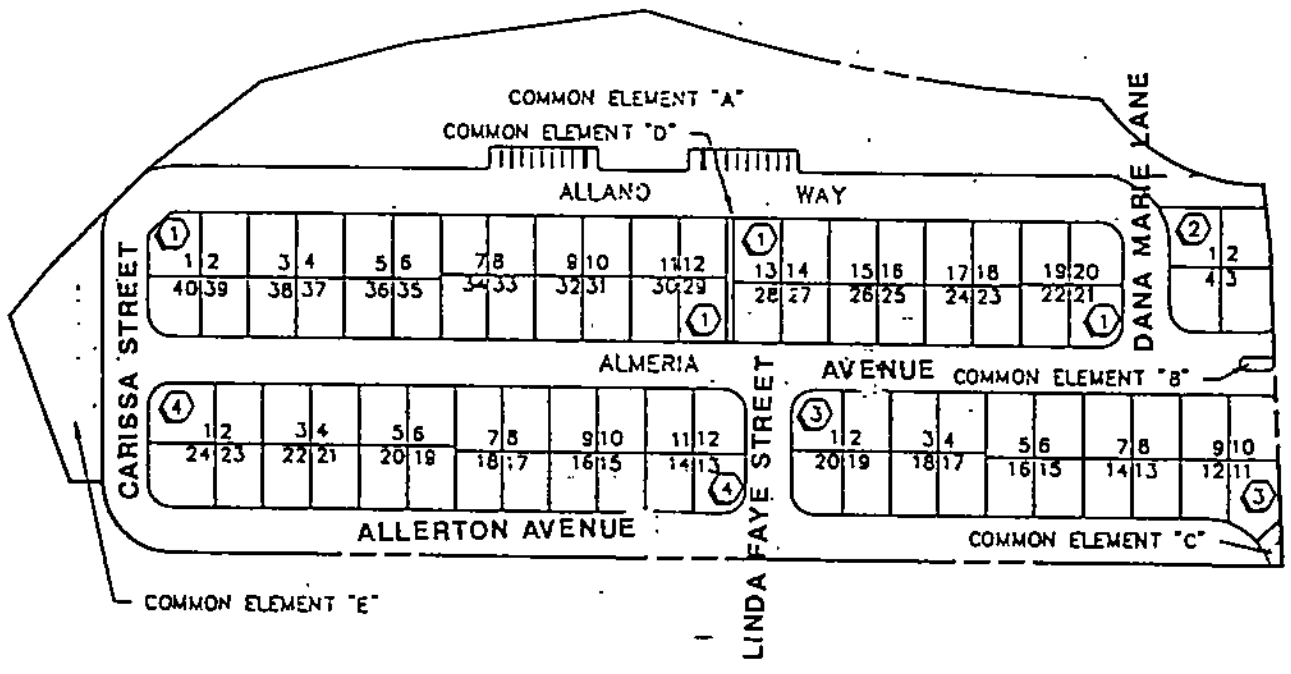 COMMON ELEMENT "A"
COMMON ELEMENT "D"
ALLAND WAY
DANA MARIE LANE
CARISSA STREET
1 1 2
1 2 3 4 5 6 7 8 9 10 11 12 13 14 15 16 17 18 19 20 1 2
40 39 38 37 36 35 34 33 32 31 30 29 28 27 26 25 24 23 22 21 4 3
1 1
ALMERIA AVENUE
COMMON ELEMENT "B"
LINDA FAYE STREET
4 3
1 2 3 4 5 6 7 8 9 10 11 12 1 2 3 4 5 6 7 8 9 10
24 23 22 21 20 19 18 17 16 15 14 13 20 19 18 17 16 15 14 13 12 11
4 3
ALLERTON AVENUE
COMMON ELEMENT "C"
COMMON ELEMENT "E"